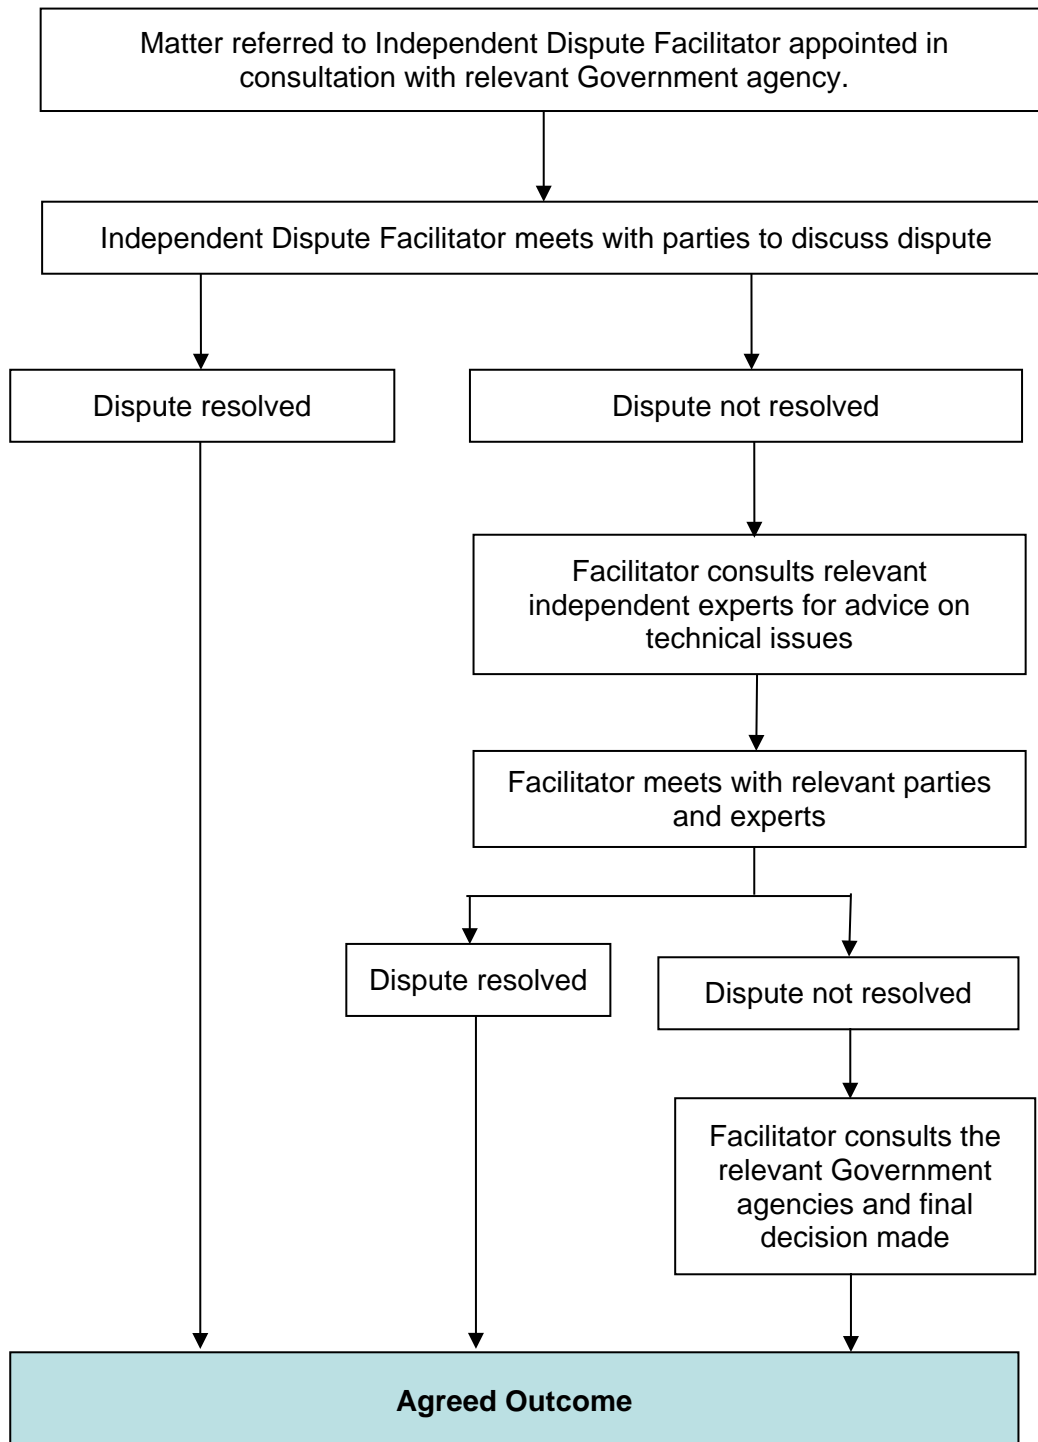 Matter referred to Independent Dispute Facilitator appointed in
consultation with relevant Government agency.
Independent Dispute Facilitator meets with parties to discuss dispute
Dispute resolved
Dispute not resolved
Facilitator consults relevant
independent experts for advice on
technical issues
Facilitator meets with relevant parties
and experts
Dispute resolved
Dispute not resolved
Facilitator consults the
relevant Government
agencies and final
decision made
Agreed Outcome